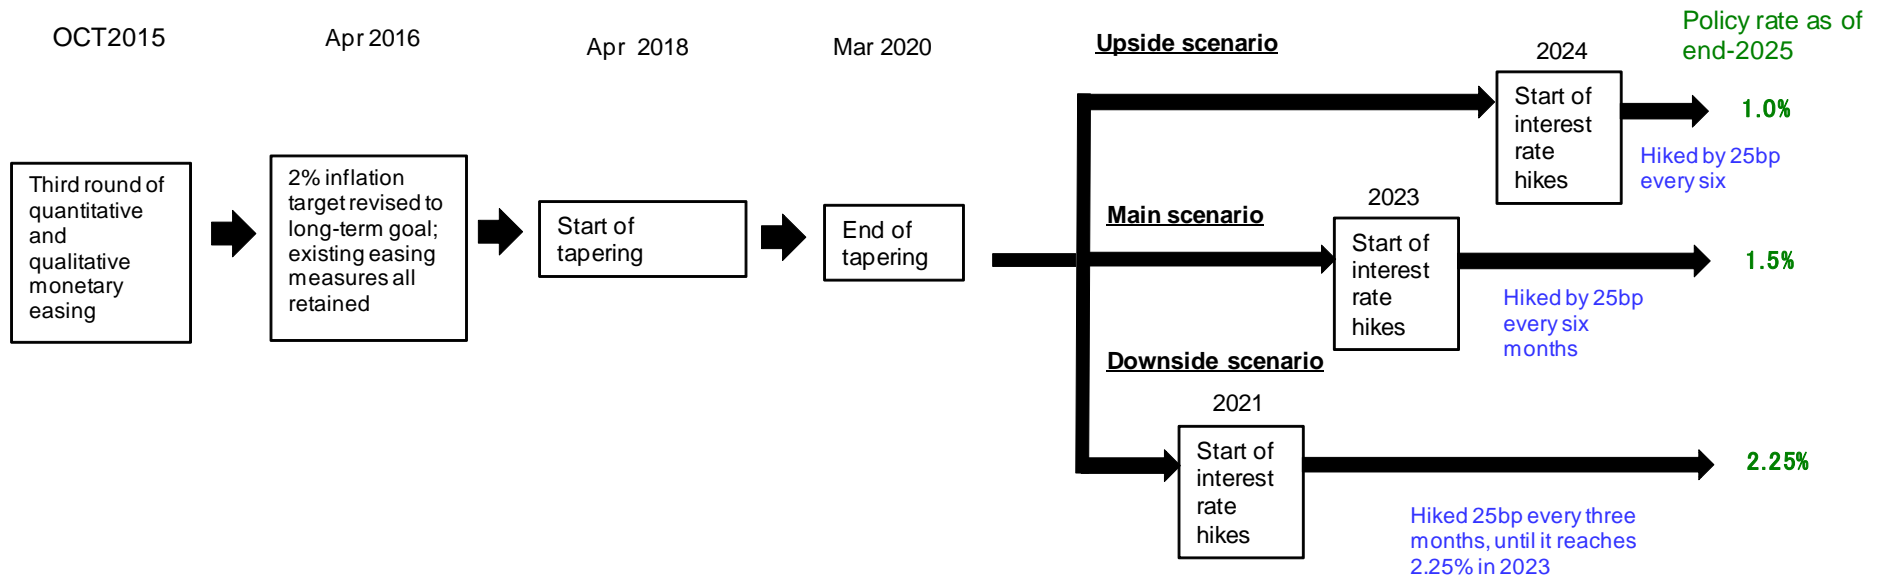 OCT2015
Apr 2016
Apr 2018
Mar 2020
Third round of
quantitative
and
qualitative
monetary
easing
2% inflation
target revised to
long-term goal;
existing easing
measures all
retained
Start of
tapering
End of
tapering
Upside scenario
2024
Start of
interest
rate
hikes
Policy rate as of
end-2025
1.0%
Hiked by 25bp
every six
Main scenario
2023
Start of
interest
rate
hikes
1.5%
Hiked by 25bp
every six
months
Downside scenario
2021
Start of
interest
rate
hikes
2.25%
Hiked 25bp every three
months, until it reaches
2.25% in 2023